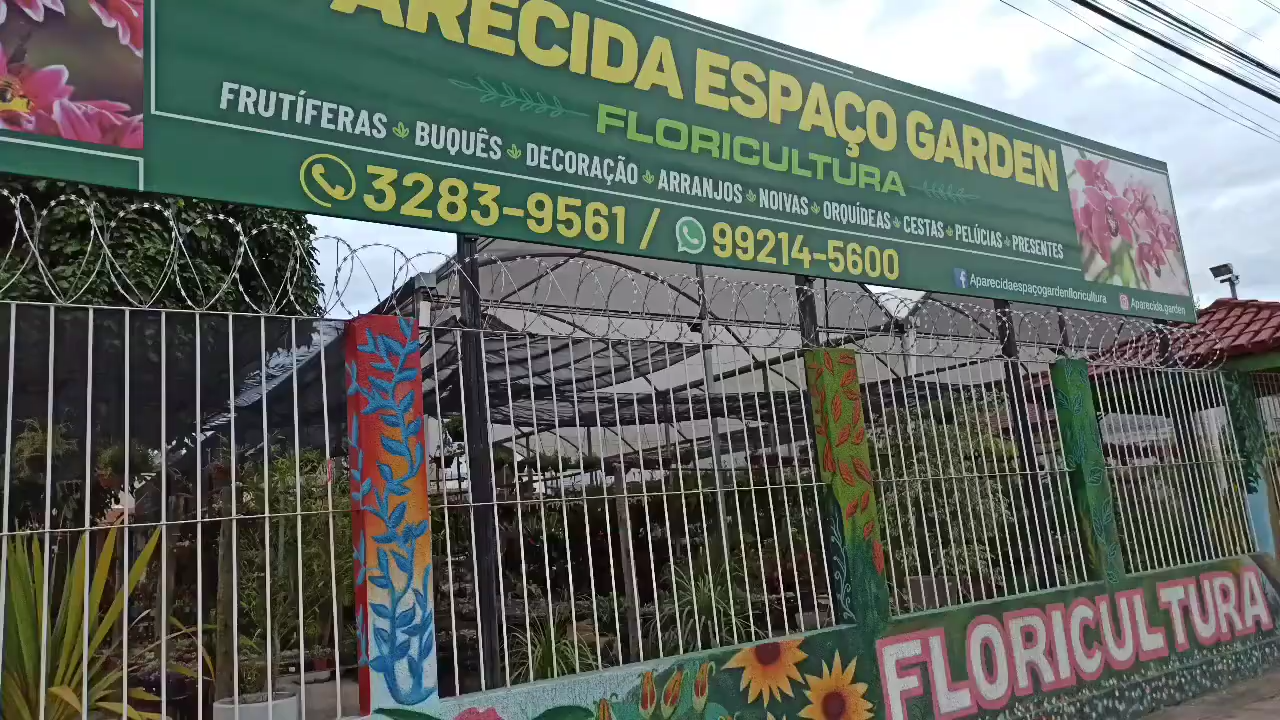 ARECIDA ESPAÇO GARDEN
FLORICULTURA
FRUTÍFERAS BUQUÊS DECORAÇÃO ARRANJOS NOIVAS ORQUÍDEAS CESTAS PELÚCIAS PRESENTES
3283-9561 / 99214-5600
Aparecidaespaçogardenfloricultura Aparecida.garden
FLORICULTURA